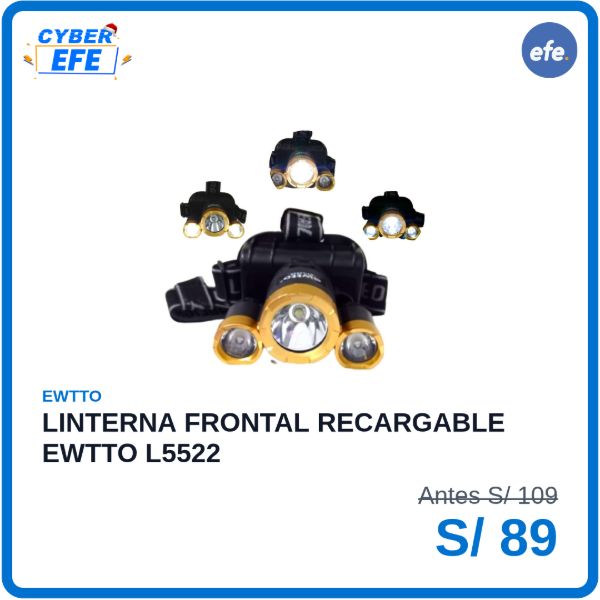 CYBER
EFE
efe.
EWTTO
LINTERNA FRONTAL RECARGABLE
EWTTO L5522
Antes S/ 109
S/ 89